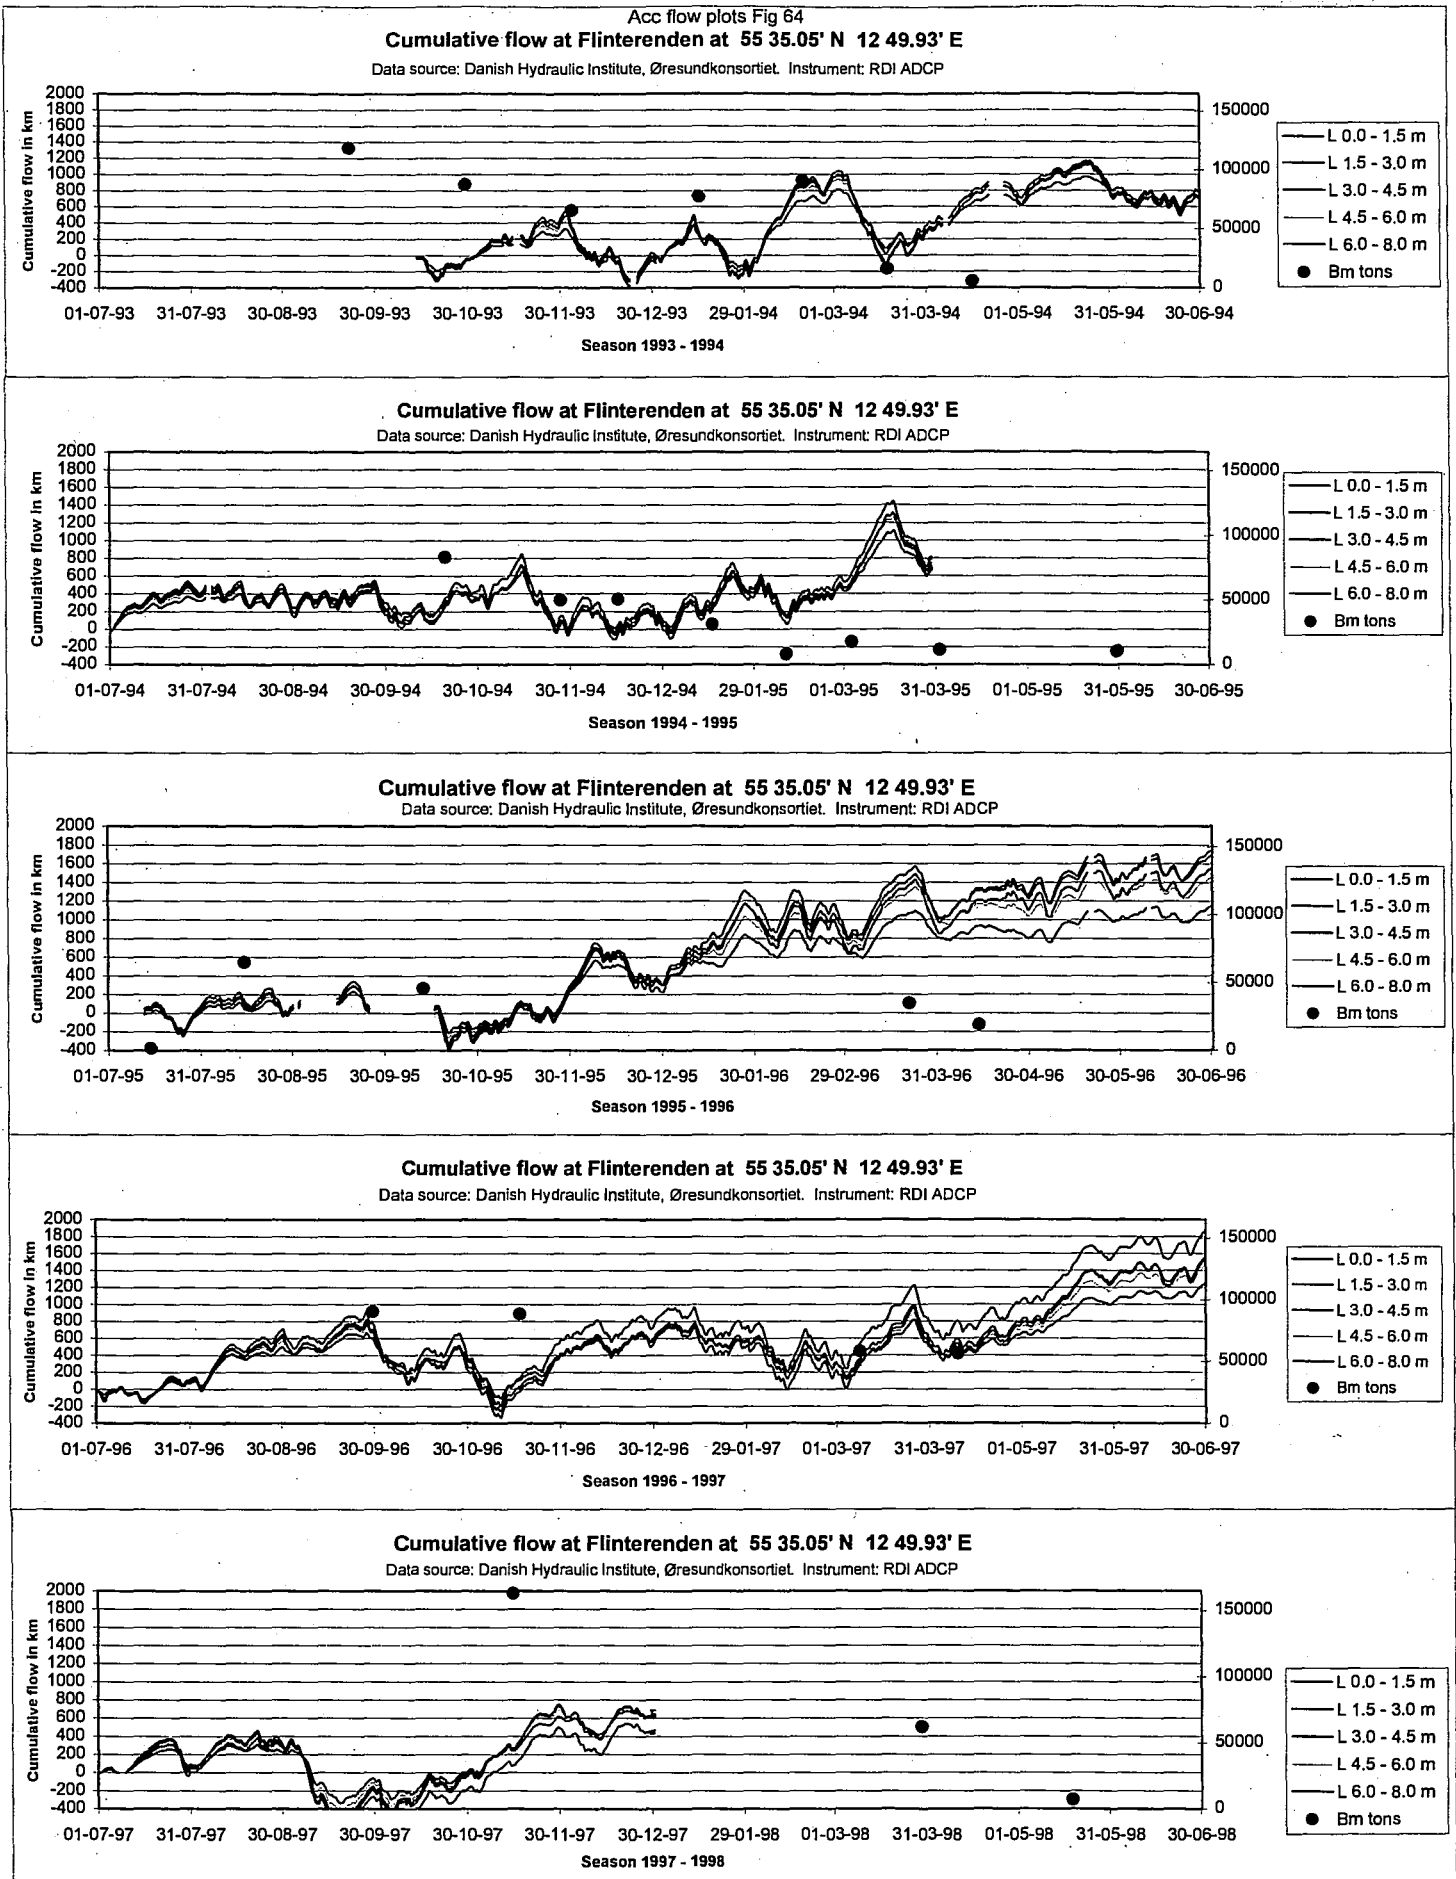 Acc flow plots Fig 64
Cumulative flow at Flinterenden at 55 35.05' N 12 49.93' E
Data source: Danish Hydraulic Institute, Øresundkonsortiet. Instrument: RDI ADCP
Cumulative flow in km
2000
1800
1600
1400
1200
1000
800
600
400
200
0
-200
-400
150000
100000
50000
0
L 0.0 - 1.5 m
L 1.5 - 3.0 m
L 3.0 - 4.5 m
L 4.5 - 6.0 m
L 6.0 - 8.0 m
Bm tons
01-07-93 31-07-93 30-08-93 30-09-93 30-10-93 30-11-93 30-12-93 29-01-94 01-03-94 31-03-94 01-05-94 31-05-94 30-06-94
Season 1993 - 1994
Cumulative flow at Flinterenden at 55 35.05' N 12 49.93' E
Data source: Danish Hydraulic Institute, Øresundkonsortiet. Instrument: RDI ADCP
Cumulative flow in km
2000
1800
1600
1400
1200
1000
800
600
400
200
0
-200
-400
150000
100000
50000
0
L 0.0 - 1.5 m
L 1.5 - 3.0 m
L 3.0 - 4.5 m
L 4.5 - 6.0 m
L 6.0 - 8.0 m
Bm tons
01-07-94 31-07-94 30-08-94 30-09-94 30-10-94 30-11-94 30-12-94 29-01-95 01-03-95 31-03-95 01-05-95 31-05-95 30-06-95
Season 1994 - 1995
Cumulative flow at Flinterenden at 55 35.05' N 12 49.93' E
Data source: Danish Hydraulic Institute, Øresundkonsortiet. Instrument: RDI ADCP
Cumulative flow in km
2000
1800
1600
1400
1200
1000
800
600
400
200
0
-200
-400
150000
100000
50000
0
L 0.0 - 1.5 m
L 1.5 - 3.0 m
L 3.0 - 4.5 m
L 4.5 - 6.0 m
L 6.0 - 8.0 m
Bm tons
01-07-95 31-07-95 30-08-95 30-09-95 30-10-95 30-11-95 30-12-95 30-01-96 29-02-96 31-03-96 30-04-96 30-05-96 30-06-96
Season 1995 - 1996
Cumulative flow at Flinterenden at 55 35.05' N 12 49.93' E
Data source: Danish Hydraulic Institute, Øresundkonsortiet. Instrument: RDI ADCP
Cumulative flow in km
2000
1800
1600
1400
1200
1000
800
600
400
200
0
-200
-400
150000
100000
50000
0
L 0.0 - 1.5 m
L 1.5 - 3.0 m
L 3.0 - 4.5 m
L 4.5 - 6.0 m
L 6.0 - 8.0 m
Bm tons
01-07-96 31-07-96 30-08-96 30-09-96 30-10-96 30-11-96 30-12-96 29-01-97 01-03-97 31-03-97 01-05-97 31-05-97 30-06-97
Season 1996 - 1997
Cumulative flow at Flinterenden at 55 35.05' N 12 49.93' E
Data source: Danish Hydraulic Institute, Øresundkonsortiet. Instrument: RDI ADCP
Cumulative flow in km
2000
1800
1600
1400
1200
1000
800
600
400
200
0
-200
-400
150000
100000
50000
0
L 0.0 - 1.5 m
L 1.5 - 3.0 m
L 3.0 - 4.5 m
L 4.5 - 6.0 m
L 6.0 - 8.0 m
Bm tons
01-07-97 31-07-97 30-08-97 30-09-97 30-10-97 30-11-97 30-12-97 29-01-98 01-03-98 31-03-98 01-05-98 31-05-98 30-06-98
Season 1997 - 1998